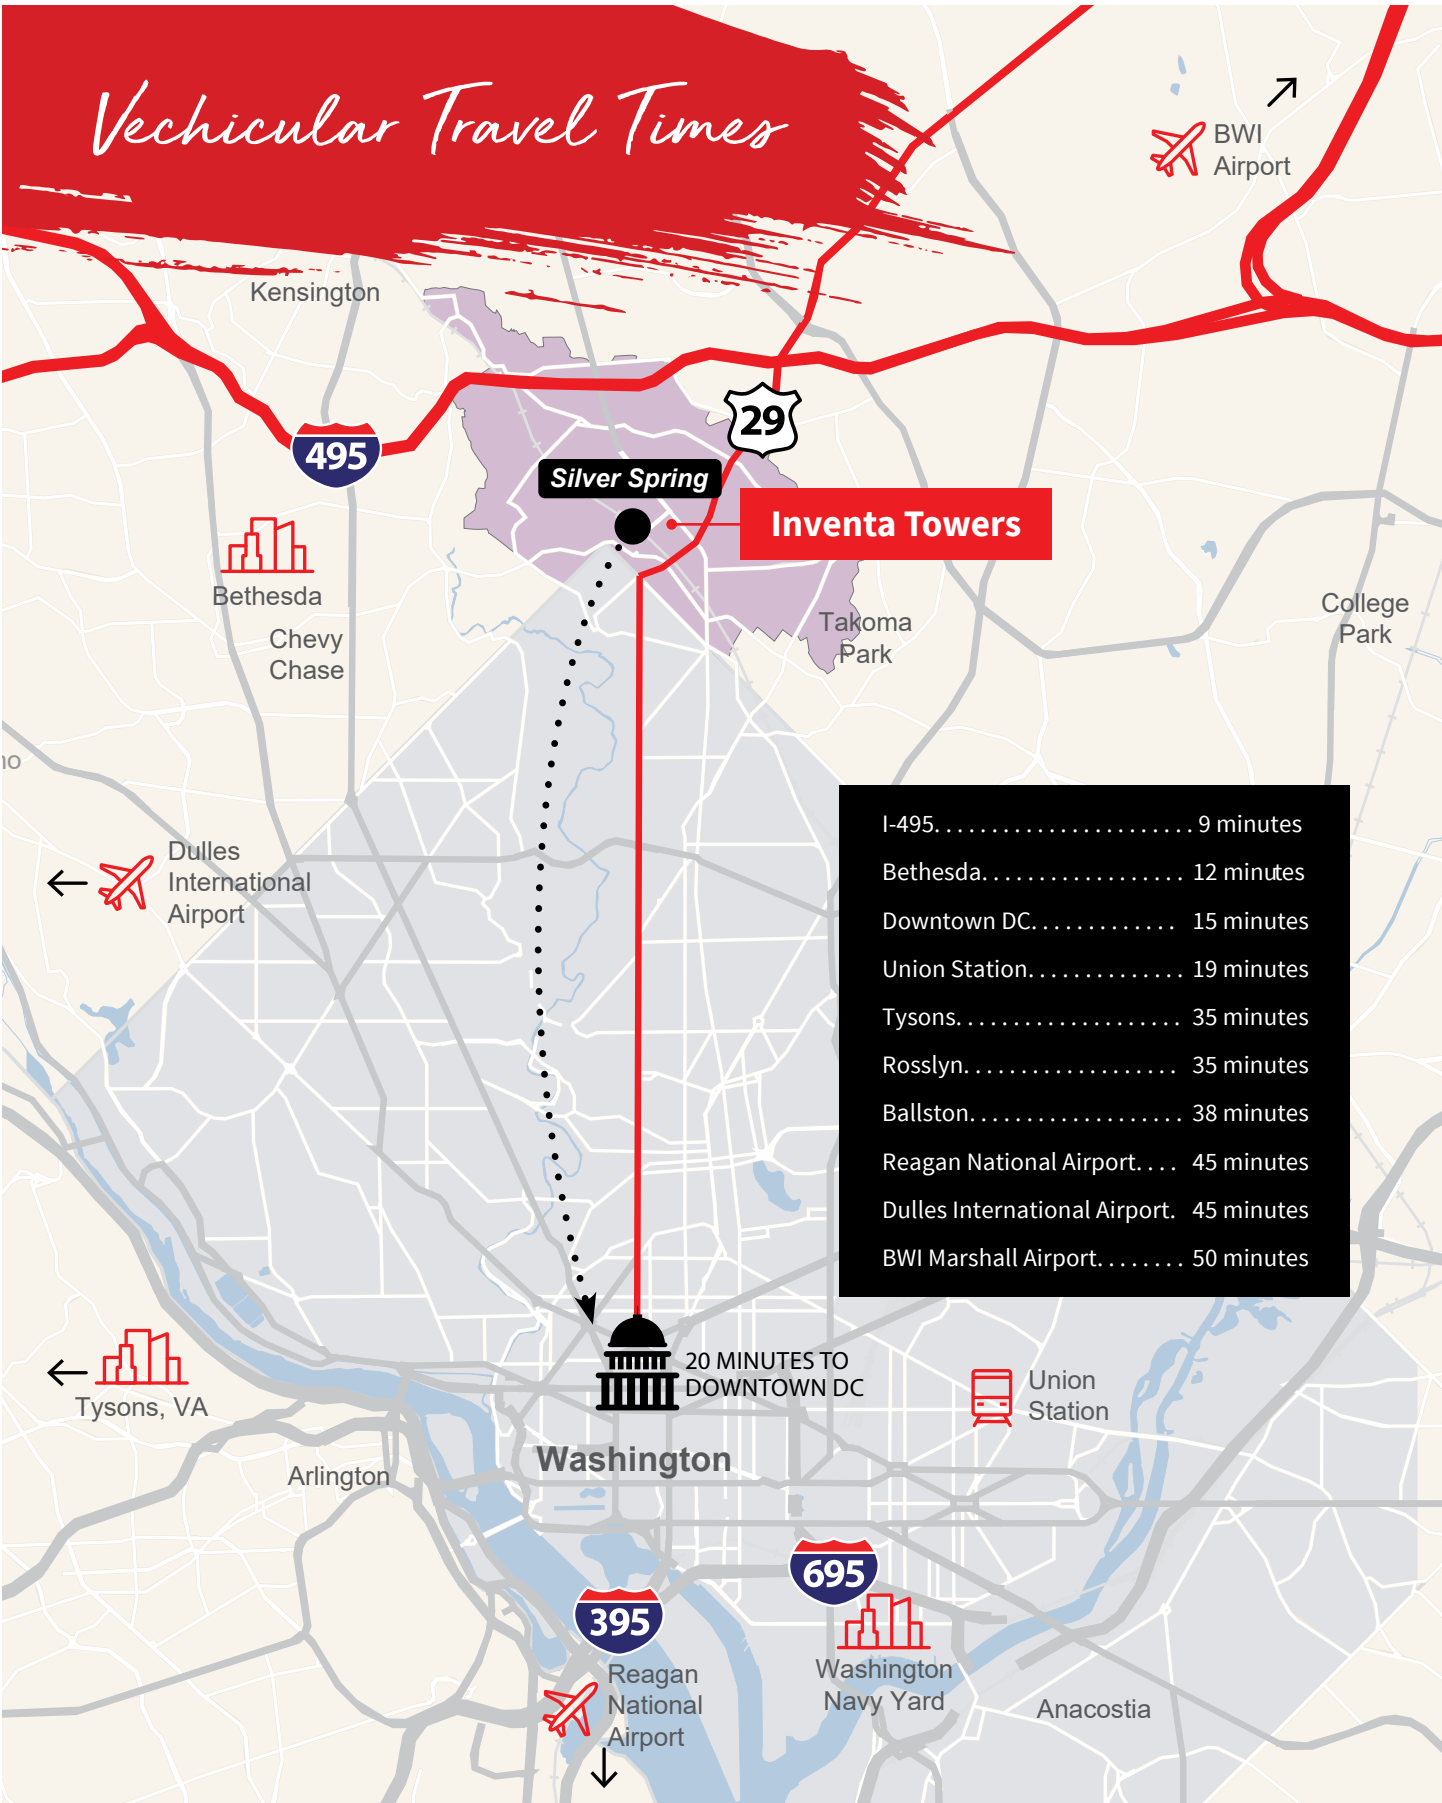 Vechicular Travel Times
BWI
Airport
Kensington
29
495
Silver Spring
Inventa Towers
Bethesda
Chevy
Chase
Takoma
Park
College
Park
no
Dulles
International
Airport
I-495. . . . . . . . . . . . . . . . . . . . . . . 9 minutes
Bethesda. . . . . . . . . . . . . . . . . . 12 minutes
Downtown DC. . . . . . . . . . . . . 15 minutes
Union Station. . . . . . . . . . . . . . 19 minutes
Tysons. . . . . . . . . . . . . . . . . . . . 35 minutes
Rosslyn. . . . . . . . . . . . . . . . . . . 35 minutes
Ballston. . . . . . . . . . . . . . . . . . . 38 minutes
Reagan National Airport. . . . 45 minutes
Dulles International Airport. 45 minutes
BWI Marshall Airport. . . . . . . . 50 minutes
20 MINUTES TO
DOWNTOWN DC
Tysons, VA
Union
Station
Washington
Arlington
695
395
Reagan
National
Airport
Washington
Navy Yard
Anacostia